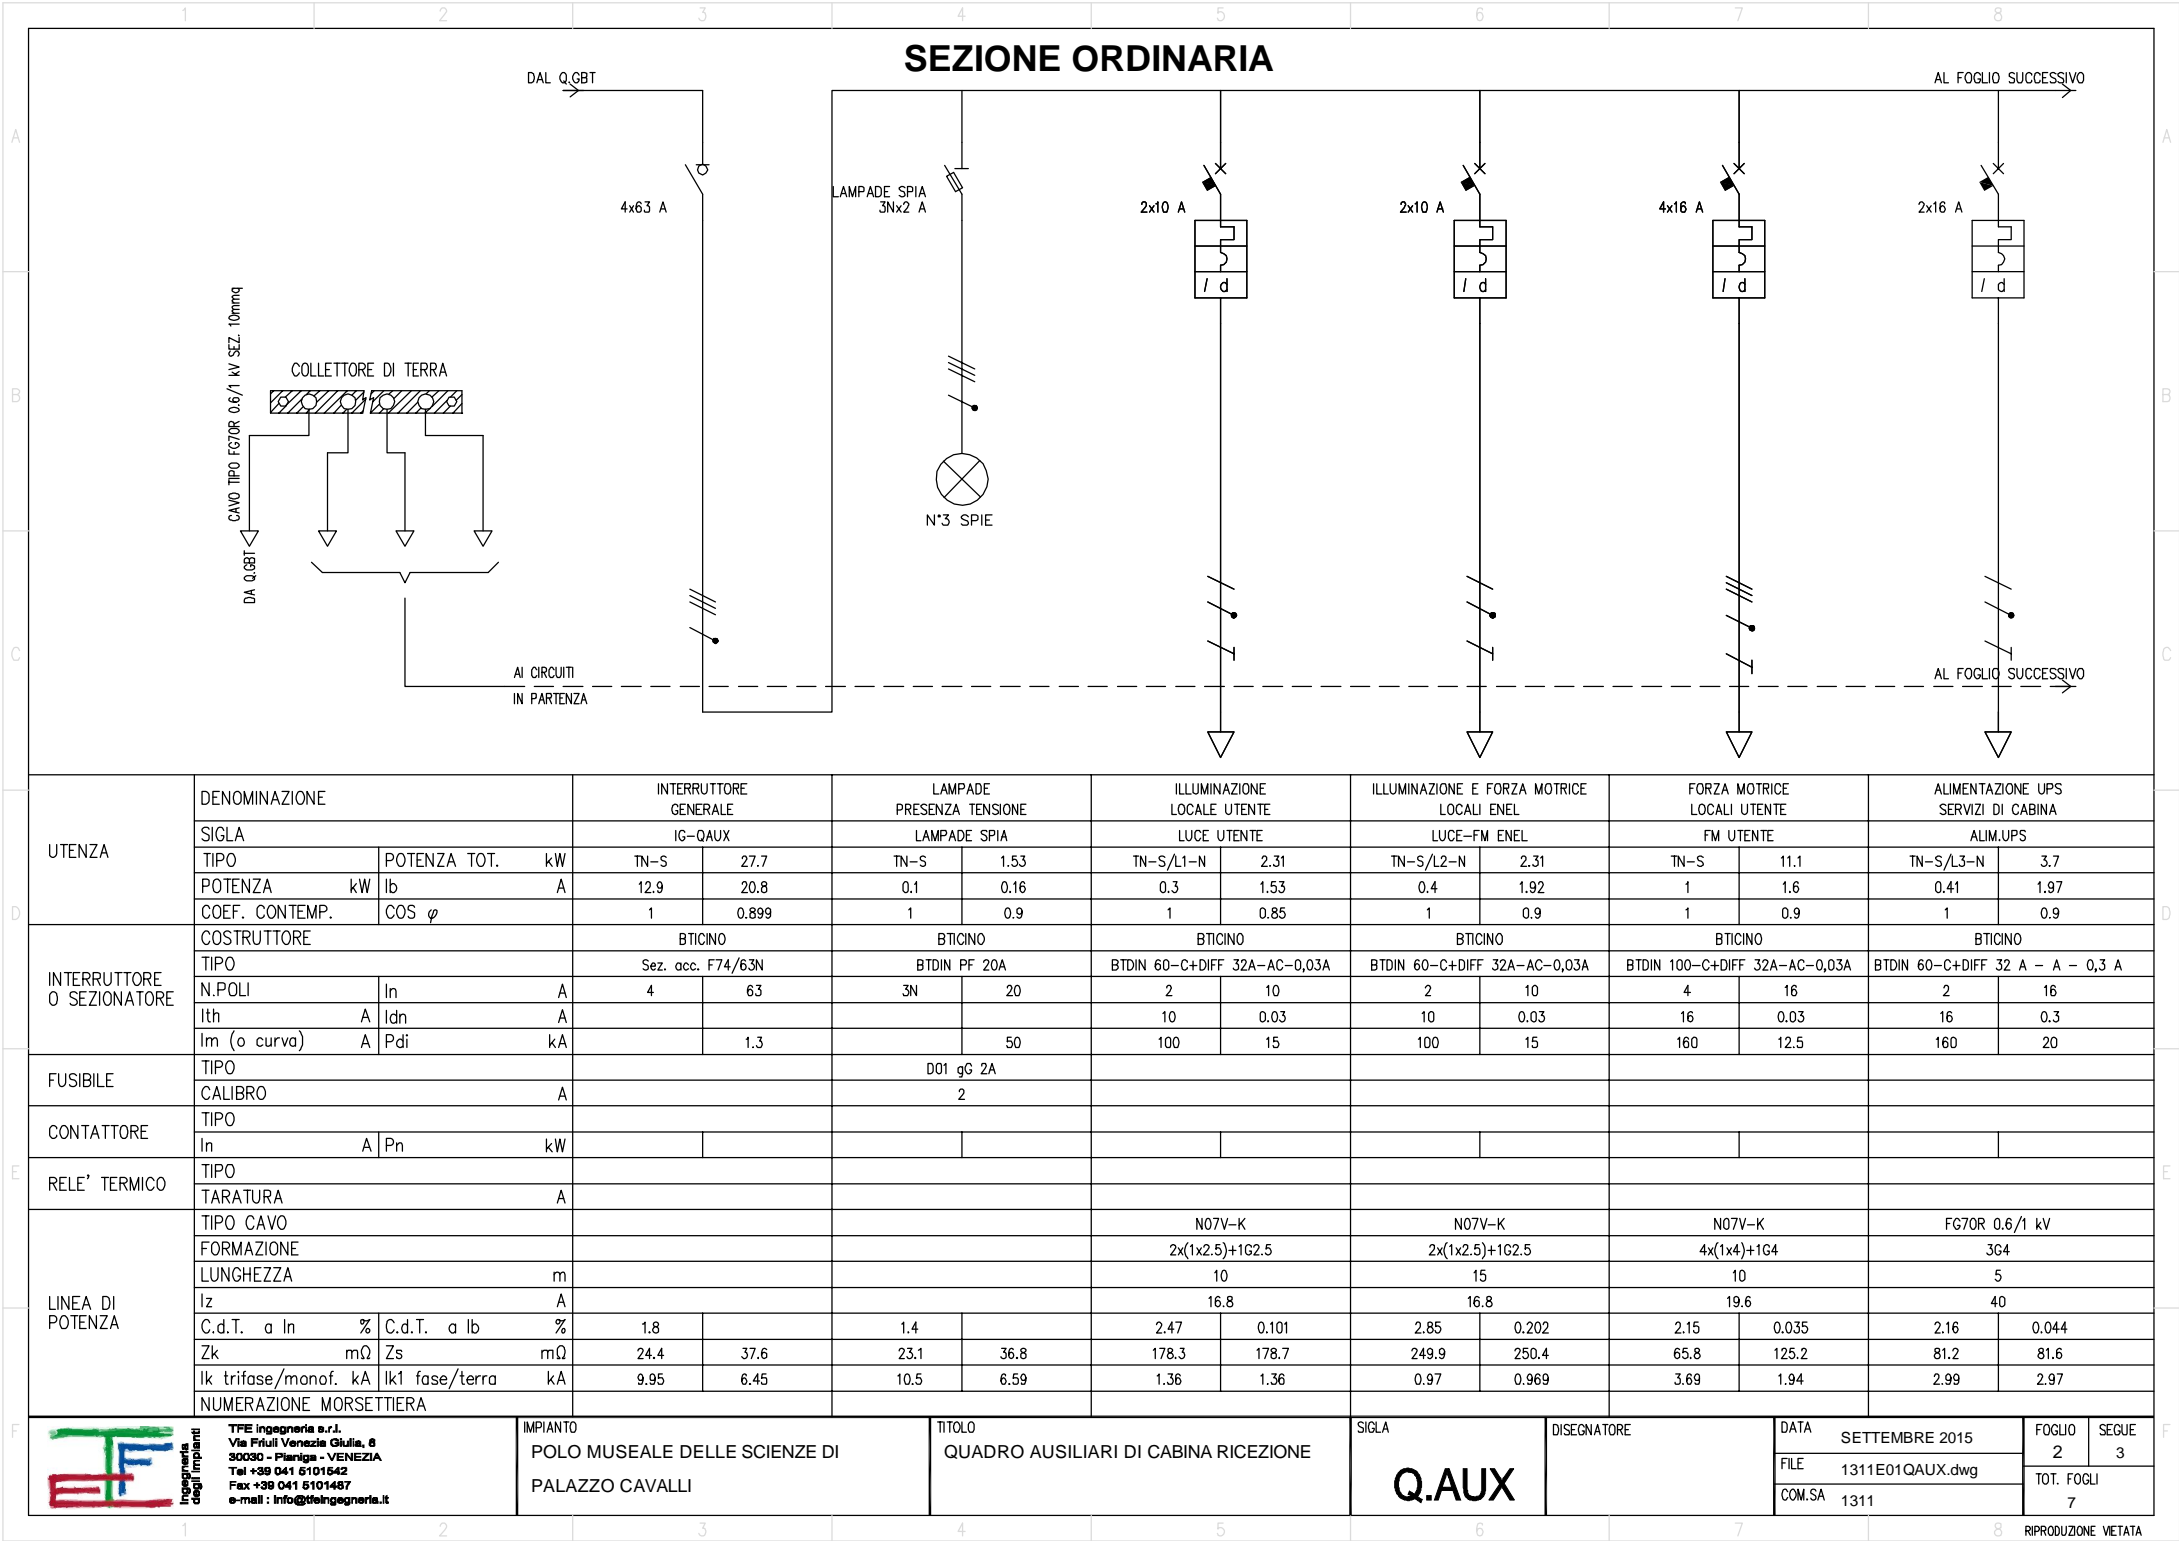 1 2 3 4 5 6 7 8
SEZIONE ORDINARIA
DAL Q.GBT
AL FOGLIO SUCCESSIVO
A A
4x63 A
LAMPADE SPIA
3Nx2 A
2x10 A
2x10 A
4x16 A
2x16 A
I d
I d
I d
I d
CAVO TIPO FG7OR 0.6/1 kV SEZ. 10mmq
COLLETTORE DI TERRA
B B
N°3 SPIE
DA Q.GBT
C C
AI CIRCUITI
IN PARTENZA
AL FOGLIO SUCCESSIVO
UTENZA
DENOMINAZIONE INTERRUTTORE GENERALE LAMPADE PRESENZA TENSIONE ILLUMINAZIONE LOCALE UTENTE ILLUMINAZIONE E FORZA MOTRICE LOCALI ENEL FORZA MOTRICE LOCALI UTENTE ALIMENTAZIONE UPS SERVIZI DI CABINA
SIGLA IG-QAUX LAMPADE SPIA LUCE UTENTE LUCE-FM ENEL FM UTENTE ALIM.UPS
TIPO POTENZA TOT. kW TN-S 27.7 TN-S 1.53 TN-S/L1-N 2.31 TN-S/L2-N 2.31 TN-S 11.1 TN-S/L3-N 3.7
POTENZA kW Ib A 12.9 20.8 0.1 0.16 0.3 1.53 0.4 1.92 1 1.6 0.41 1.97
D D
COEF. CONTEMP. COS φ 1 0.899 1 0.9 1 0.85 1 0.9 1 0.9 1 0.9
INTERRUTTORE
O SEZIONATORE
COSTRUTTORE BTICINO BTICINO BTICINO BTICINO BTICINO BTICINO
TIPO Sez. acc. F74/63N BTDIN PF 20A BTDIN 60-C+DIFF 32A-AC-0,03A BTDIN 60-C+DIFF 32A-AC-0,03A BTDIN 100-C+DIFF 32A-AC-0,03A BTDIN 60-C+DIFF 32 A - A - 0,3 A
N.POLI In A 4 63 3N 20 2 10 2 10 4 16 2 16
Ith A Idn A 10 0.03 10 0.03 16 0.03 16 0.3
Im (o curva) A Pdi kA 1.3 50 100 15 100 15 160 12.5 160 20
FUSIBILE
TIPO D01 gG 2A
CALIBRO A 2
CONTATTORE
TIPO
In A Pn kW
RELE' TERMICO
E E
TIPO
TARATURA A
LINEA DI
POTENZA
TIPO CAVO N07V-K N07V-K N07V-K FG7OR 0.6/1 kV
FORMAZIONE 2x(1x2.5)+1G2.5 2x(1x2.5)+1G2.5 4x(1x4)+1G4 3G4
LUNGHEZZA m 10 15 10 5
Iz A 16.8 16.8 19.6 40
C.d.T. a In % C.d.T. a Ib % 1.8 1.4 2.47 0.101 2.85 0.202 2.15 0.035 2.16 0.044
Zk mΩ Zs mΩ 24.4 37.6 23.1 36.8 178.3 178.7 249.9 250.4 65.8 125.2 81.2 81.6
Ik trifase/monof. kA Ik1 fase/terra kA 9.95 6.45 10.5 6.59 1.36 1.36 0.97 0.969 3.69 1.94 2.99 2.97
NUMERAZIONE MORSETTIERA
F F
TFE
Ingegneria
degli Impianti
TFE ingegneria s.r.l.
Via Friuli Venezia Giulia, 8
30030 - Pianiga - VENEZIA
Tel +39 041 5101542
Fax +39 041 5101487
e-mail : info@tfeingegneria.it
IMPIANTO
POLO MUSEALE DELLE SCIENZE DI
PALAZZO CAVALLI
TITOLO
QUADRO AUSILIARI DI CABINA RICEZIONE
SIGLA
Q.AUX
DISEGNATORE
DATA SETTEMBRE 2015
FILE 1311E01QAUX.dwg
COM.SA 1311
FOGLIO 2
SEGUE 3
TOT. FOGLI
7
1 2 3 4 5 6 7 8
RIPRODUZIONE VIETATA